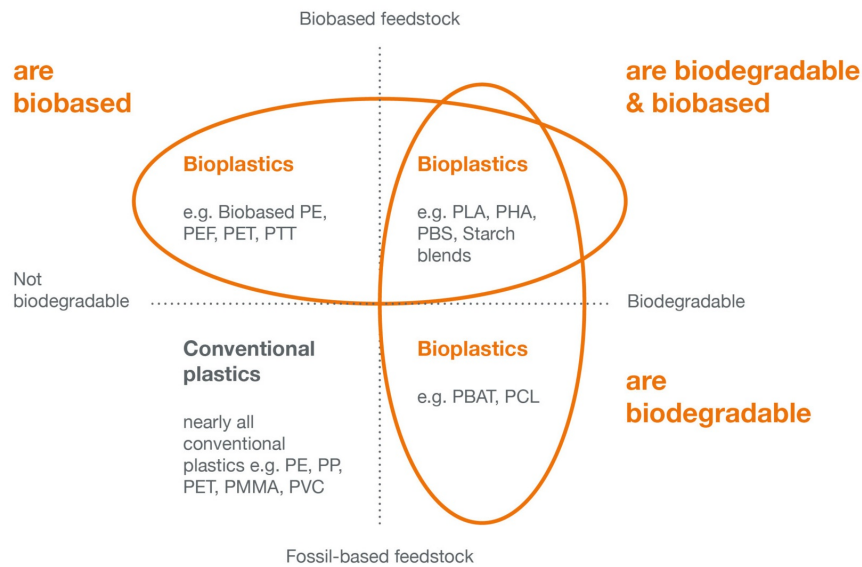 Biobased feedstock
are
biobased
are biodegradable
& biobased
Bioplastics
e.g. Biobased PE,
PEF, PET, PTT
Bioplastics
e.g. PLA, PHA,
PBS, Starch
blends
Not
biodegradable
Biodegradable
Conventional
plastics
nearly all
conventional
plastics e.g. PE, PP,
PET, PMMA, PVC
Bioplastics
e.g. PBAT, PCL
are
biodegradable
Fossil-based feedstock